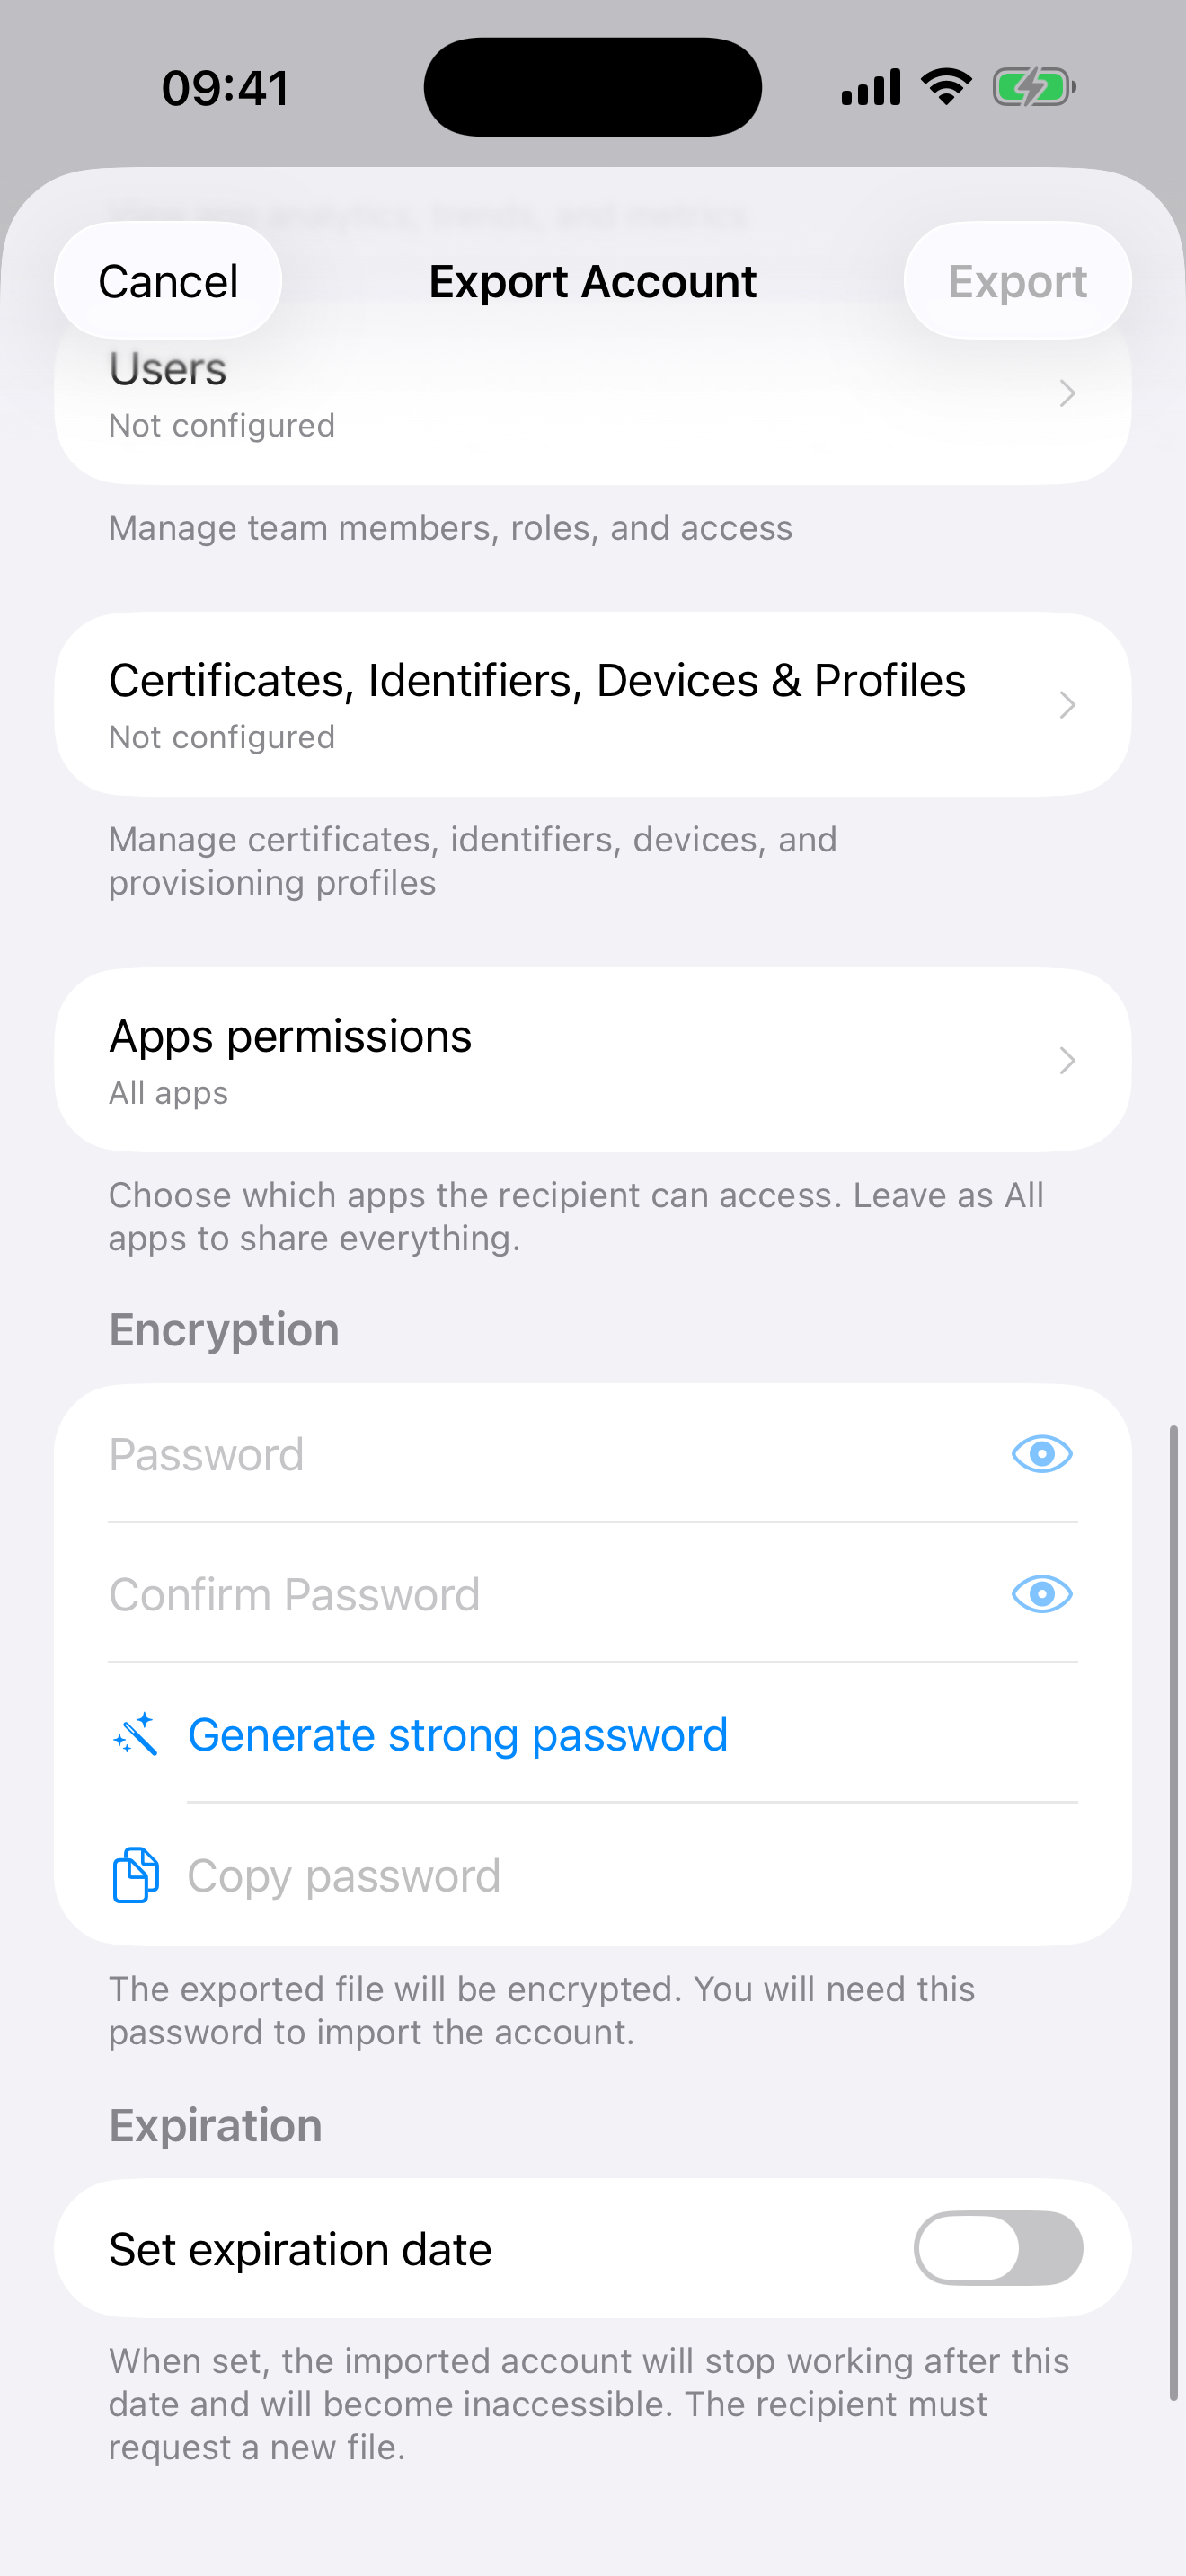 09:41
Cancel
Export Account
Export
Users
Not configured
Manage team members, roles, and access
Certificates, Identifiers, Devices & Profiles
Not configured
Manage certificates, identifiers, devices, and
provisioning profiles
Apps permissions
All apps
Choose which apps the recipient can access. Leave as All
apps to share everything.
Encryption
Password
Confirm Password
Generate strong password
Copy password
The exported file will be encrypted. You will need this
password to import the account.
Expiration
Set expiration date
When set, the imported account will stop working after this
date and will become inaccessible. The recipient must
request a new file.